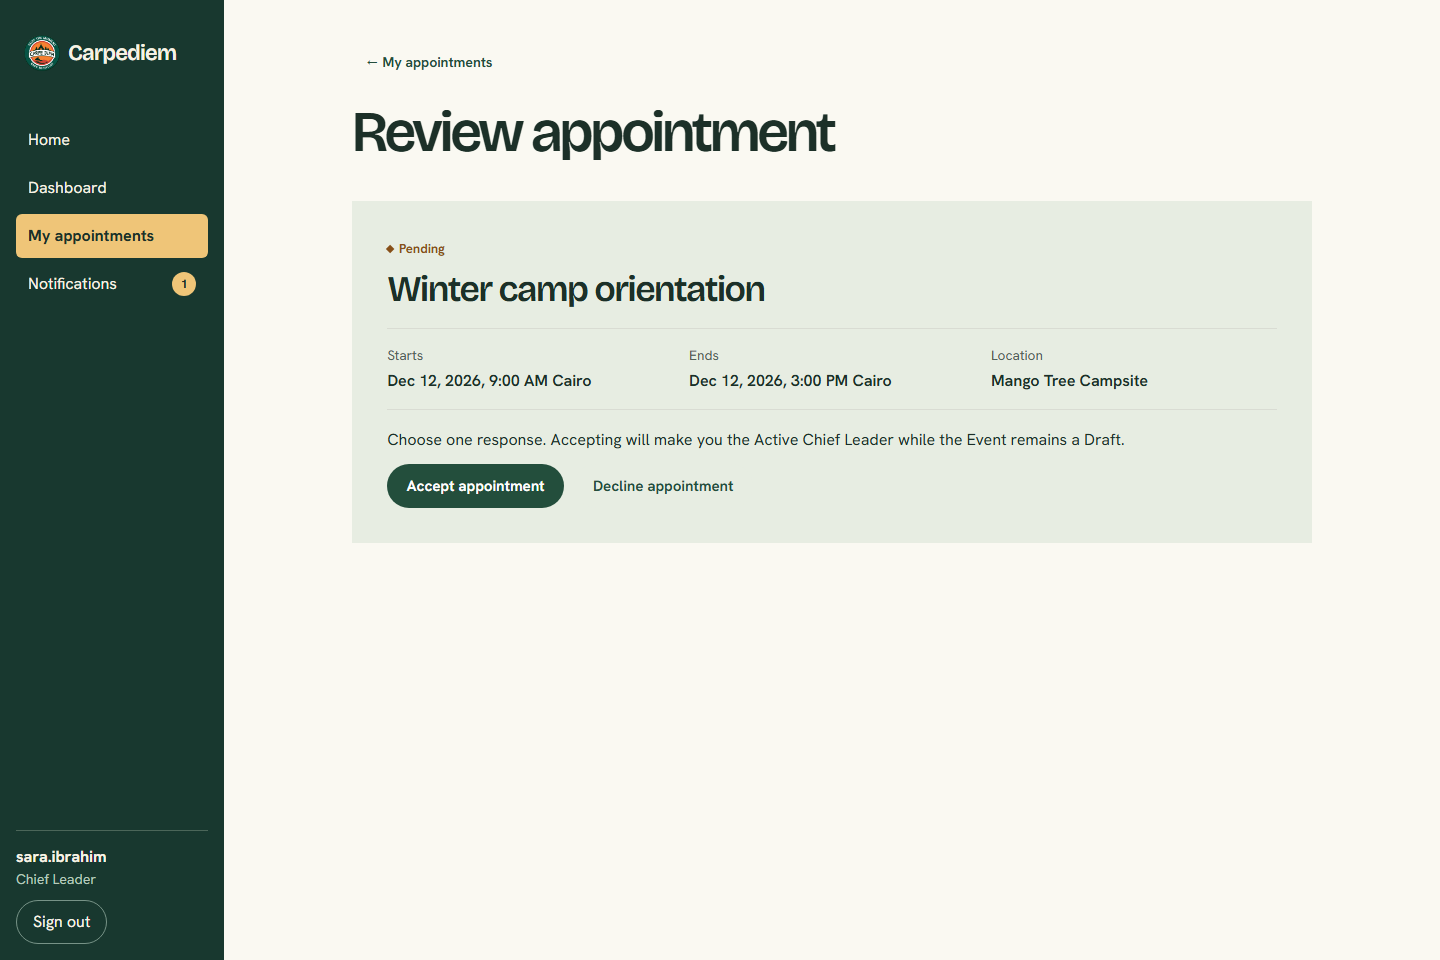 Carpediem
Home
Dashboard
My appointments
Notifications 1
sara.ibrahim
Chief Leader
Sign out
← My appointments
Review appointment
Pending
Winter camp orientation
Starts Ends Location
Dec 12, 2026, 9:00 AM Cairo Dec 12, 2026, 3:00 PM Cairo Mango Tree Campsite
Choose one response. Accepting will make you the Active Chief Leader while the Event remains a Draft.
Accept appointment Decline appointment